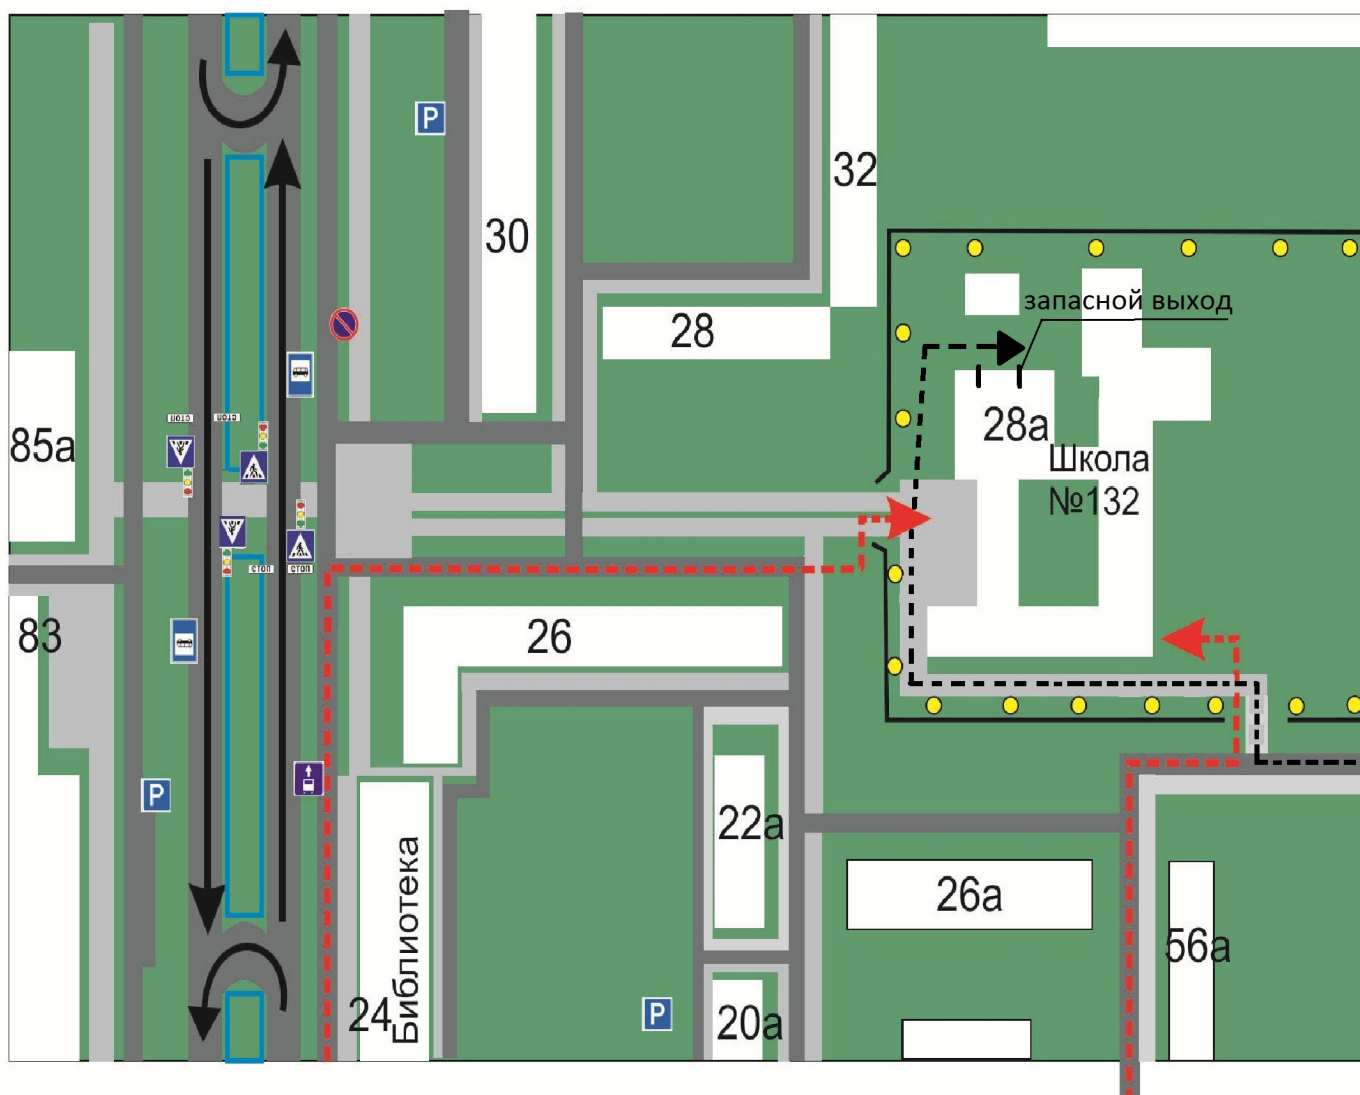 P
32
30
запасной выход
28
85а
28а
Школа
№132
стоп
стоп
стоп
стоп
83
26
P
22а
26а
56а
24
Библиотека
P
20а